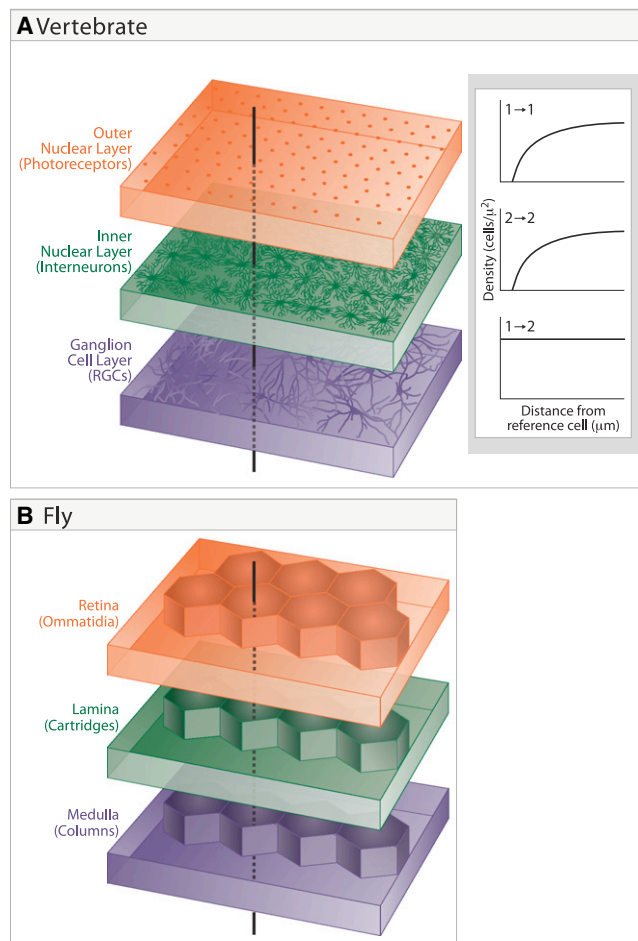 A Vertebrate
Outer
Nuclear Layer
(Photoreceptors)
Inner
Nuclear Layer
(Interneurons)
Ganglion
Cell Layer
(RGCs)
Density (cells/μ²)
1→1
2→2
1→2
Distance from
reference cell (μm)
B Fly
Retina
(Ommatidia)
Lamina
(Cartridges)
Medulla
(Columns)